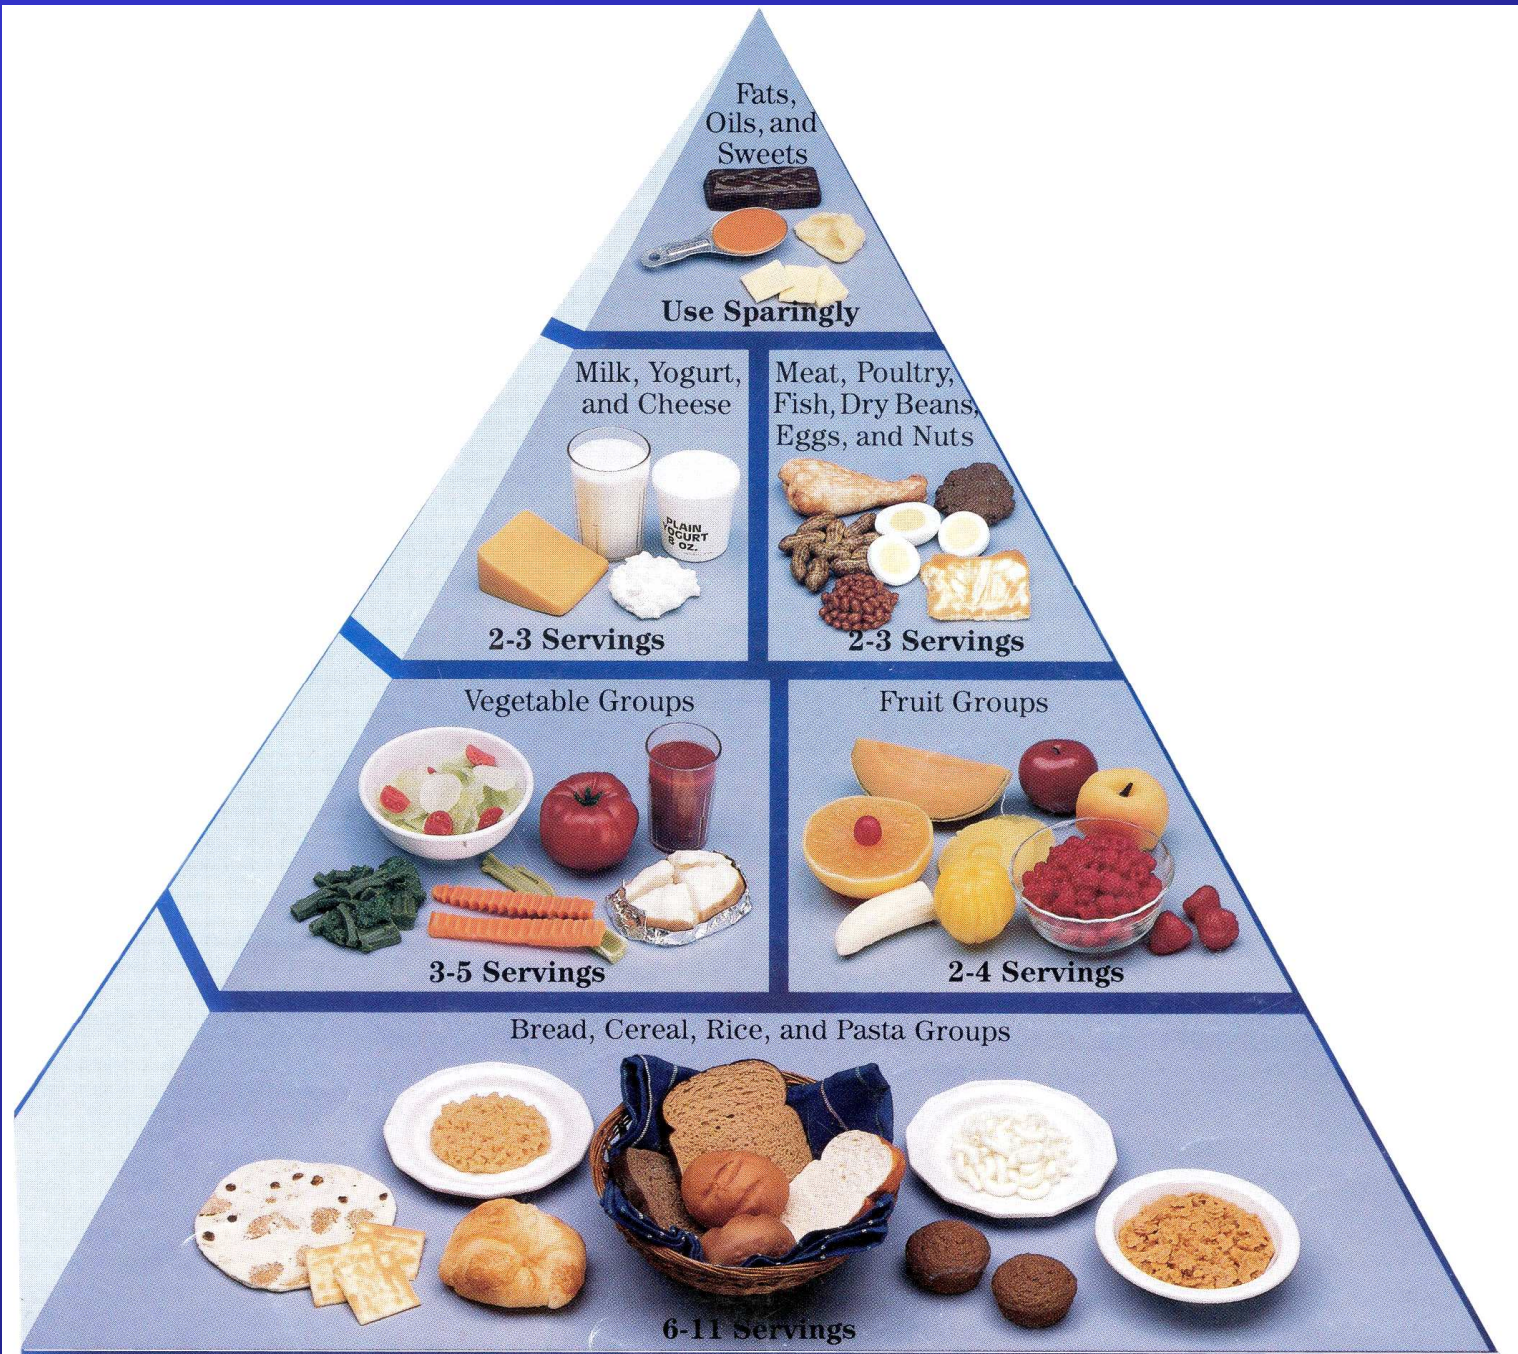 Fats,
Oils, and
Sweets
Use Sparingly
Milk, Yogurt,
and Cheese
PLAIN
YOGURT
8 OZ.
2-3 Servings
Meat, Poultry,
Fish, Dry Beans,
Eggs, and Nuts
2-3 Servings
Vegetable Groups
3-5 Servings
Fruit Groups
2-4 Servings
Bread, Cereal, Rice, and Pasta Groups
6-11 Servings